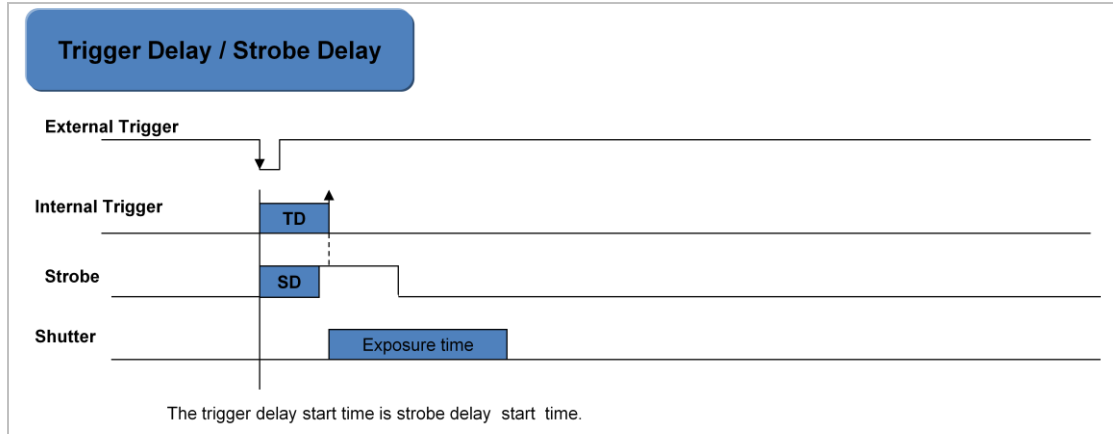 Trigger Delay / Strobe Delay
External Trigger
Internal Trigger
TD
Strobe
SD
Shutter
Exposure time
The trigger delay start time is strobe delay start time.